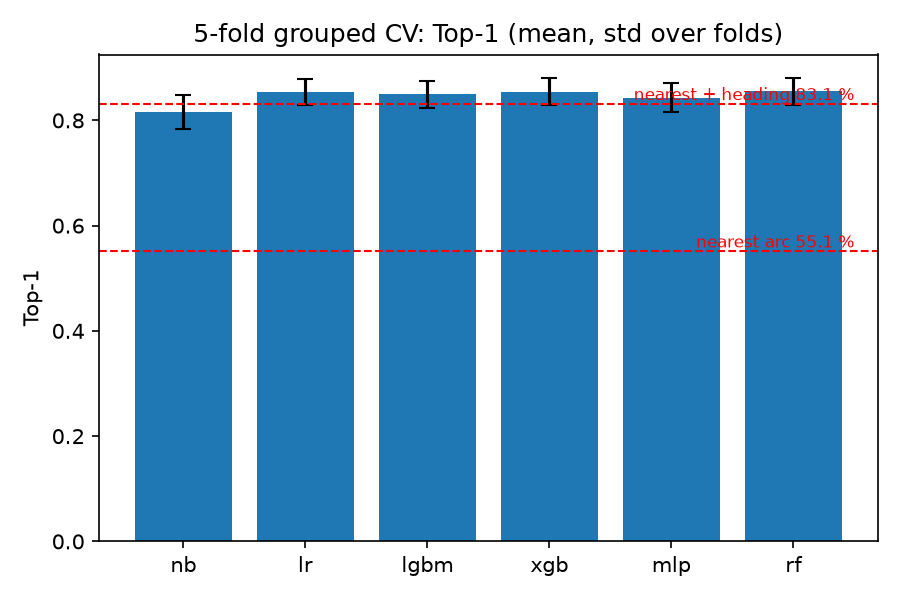 5-fold grouped CV: Top-1 (mean, std over folds)
Top-1
0.8
0.6
0.4
0.2
0.0
nearest + heading 83.1 %
nearest arc 55.1 %
nb
lr
lgbm
xgb
mlp
rf